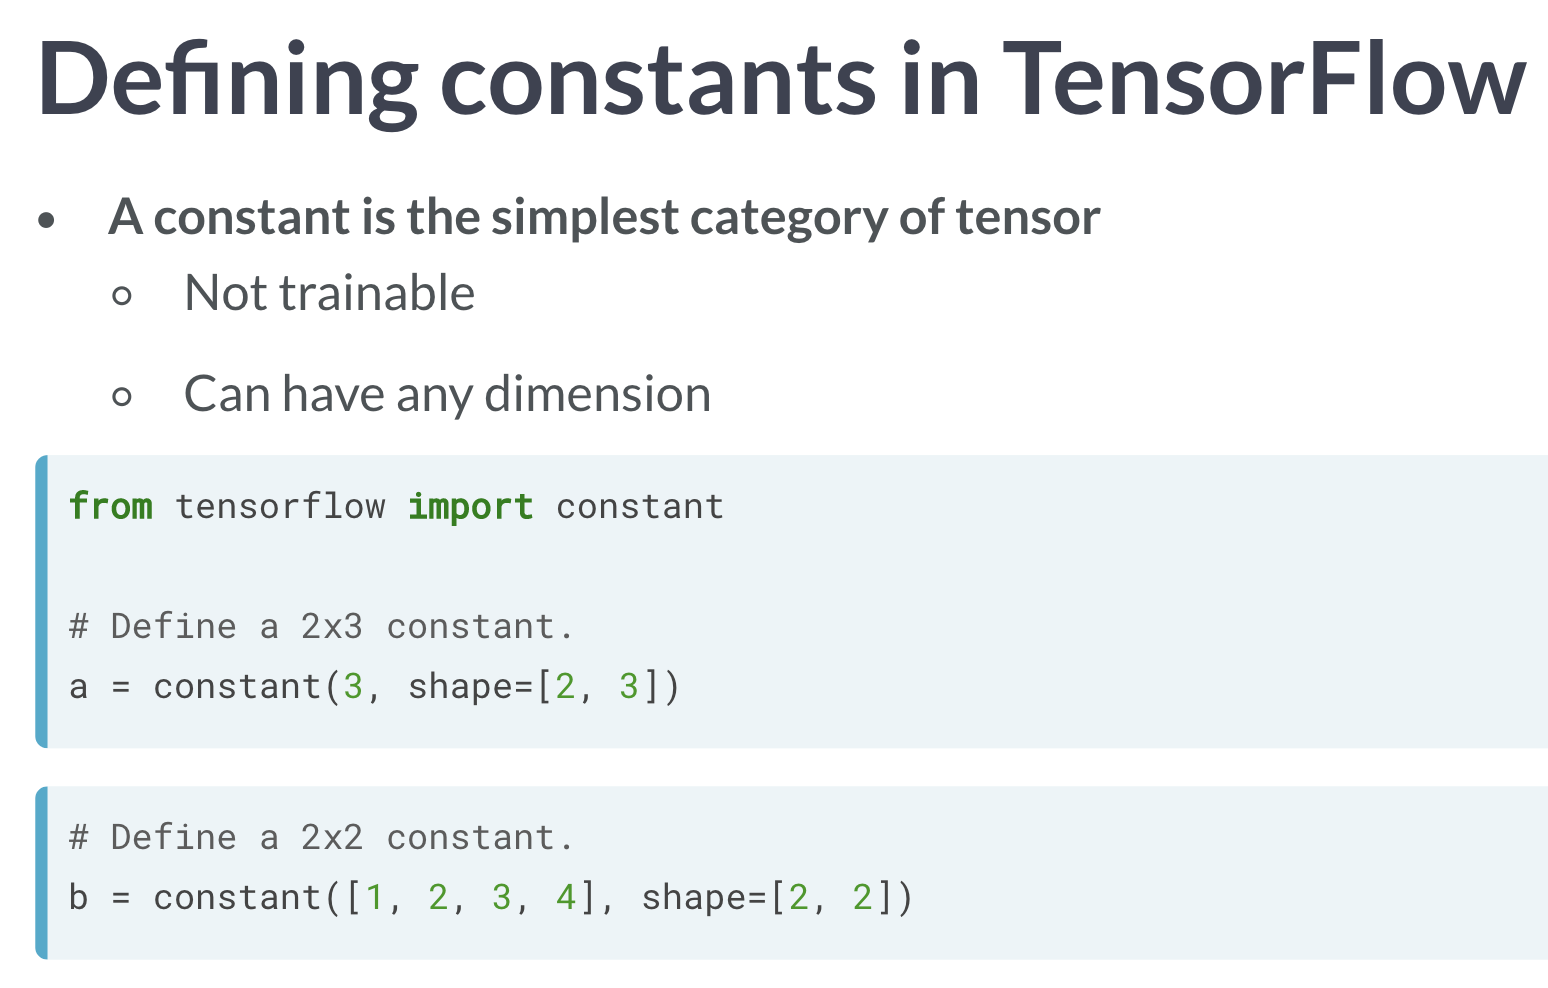 Defining constants in TensorFlow
• A constant is the simplest category of tensor
○ Not trainable
○ Can have any dimension
from tensorflow import constant
# Define a 2x3 constant.
a = constant(3, shape=[2, 3])
# Define a 2x2 constant.
b = constant([1, 2, 3, 4], shape=[2, 2])